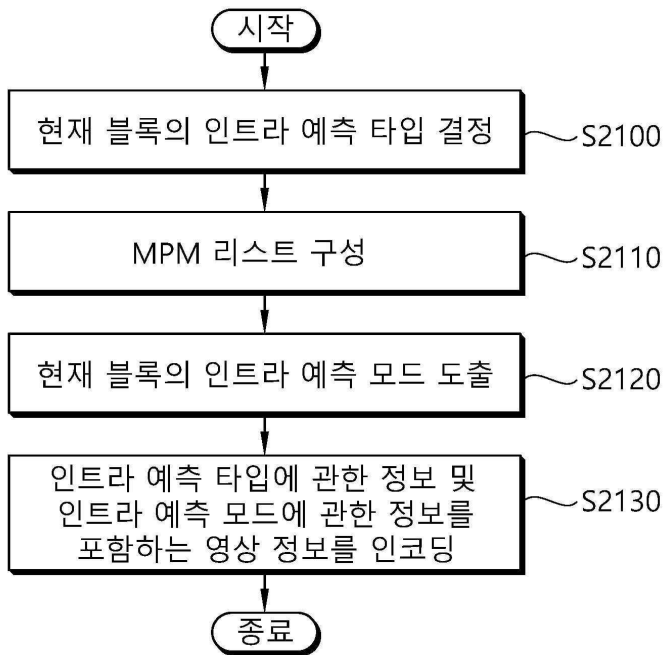 시작
현재 블록의 인트라 예측 타입 결정
S2100
MPM 리스트 구성
S2110
현재 블록의 인트라 예측 모드 도출
S2120
인트라 예측 타입에 관한 정보 및
인트라 예측 모드에 관한 정보를
포함하는 영상 정보를 인코딩
S2130
종료